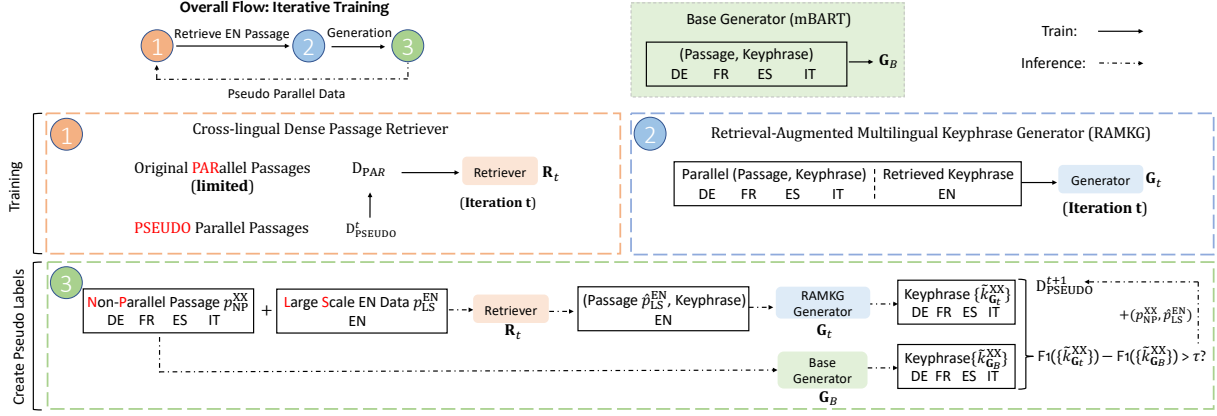 Overall Flow: Iterative Training
1 Retrieve EN Passage 2 Generation 3
Pseudo Parallel Data
Base Generator (mBART)
(Passage, Keyphrase)
DE FR ES IT
G_B
Train:
Inference:
Training
1
Cross-lingual Dense Passage Retriever
Original PARallel Passages
(limited)
D_PAR
Retriever R_t
(Iteration t)
PSEUDO Parallel Passages
D^t_PSEUDO
2
Retrieval-Augmented Multilingual Keyphrase Generator (RAMKG)
Parallel (Passage, Keyphrase)
DE FR ES IT
Retrieved Keyphrase
EN
Generator G_t
(Iteration t)
Create Pseudo Labels
3
Non-Parallel Passage p^XX_NP
DE FR ES IT
+
Large Scale EN Data p^EN_LS
EN
Retriever
R_t
(Passage p̂^EN_LS, Keyphrase)
EN
RAMKG
Generator
G_t
Keyphrase {k̃^XX_G_t}
DE FR ES IT
Base
Generator
G_B
Keyphrase{k̃^XX_G_B}
DE FR ES IT
D^t+1_PSEUDO
+(p^XX_NP, p̂^EN_LS)
F1({k̃^XX_G_t}) − F1({k̃^XX_G_B}) > τ?